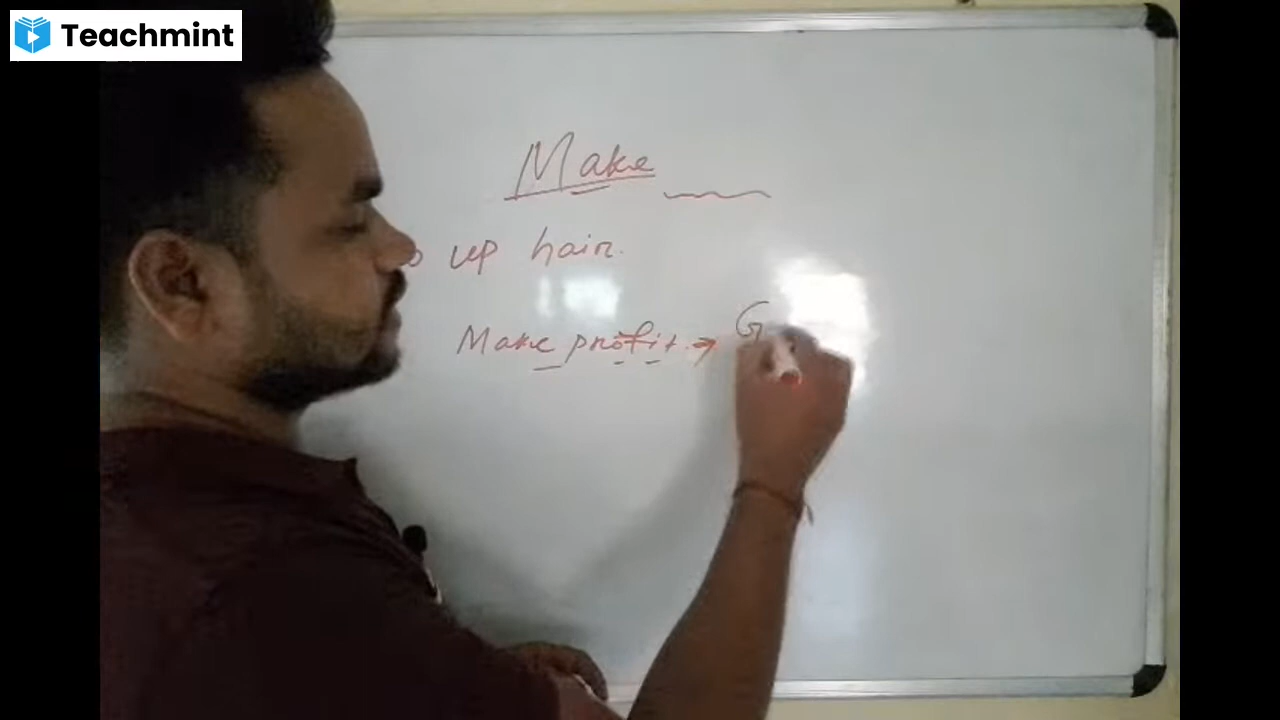 Teachmint
Make
up hair.
Make profit. → G